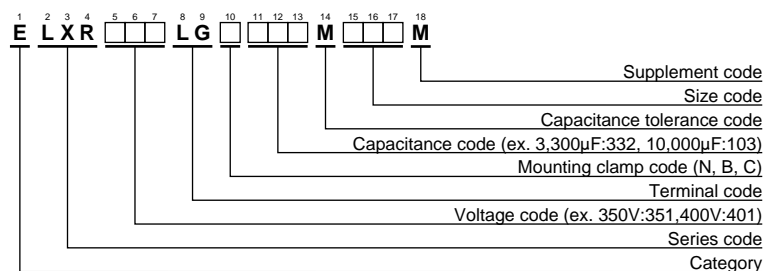 1 2 3 4 5 6 7 8 9 10 11 12 13 14 15 16 17 18
E L X R □□□ L G □ □□□ M □□□ M
Supplement code
Size code
Capacitance tolerance code
Capacitance code (ex. 3,300µF:332, 10,000µF:103)
Mounting clamp code (N, B, C)
Terminal code
Voltage code (ex. 350V:351,400V:401)
Series code
Category